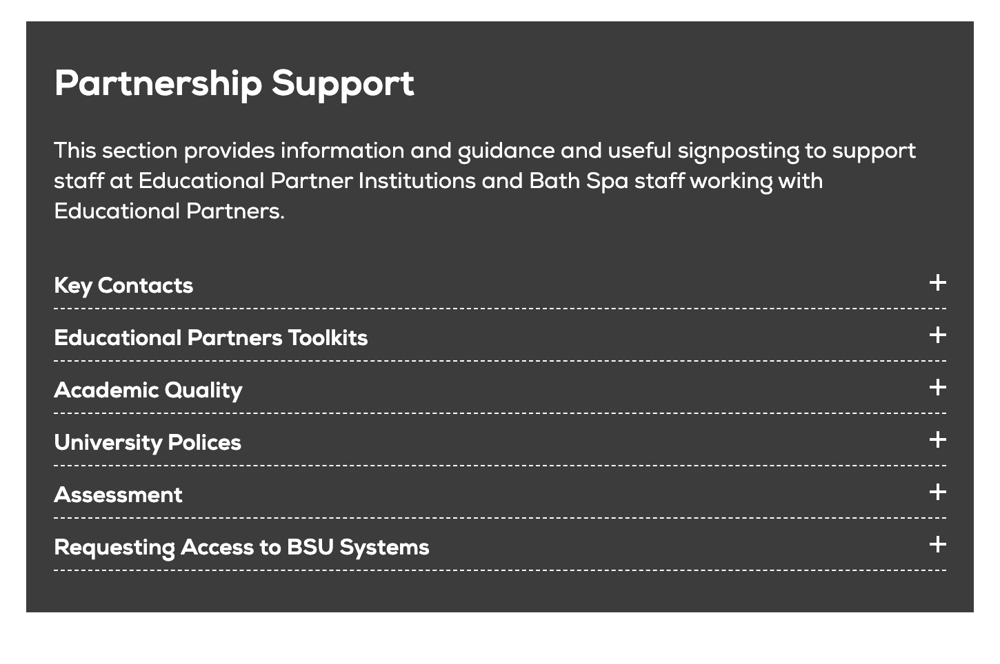 Partnership Support
This section provides information and guidance and useful signposting to support
staff at Educational Partner Institutions and Bath Spa staff working with
Educational Partners.
Key Contacts
Educational Partners Toolkits
Academic Quality
University Polices
Assessment
Requesting Access to BSU Systems